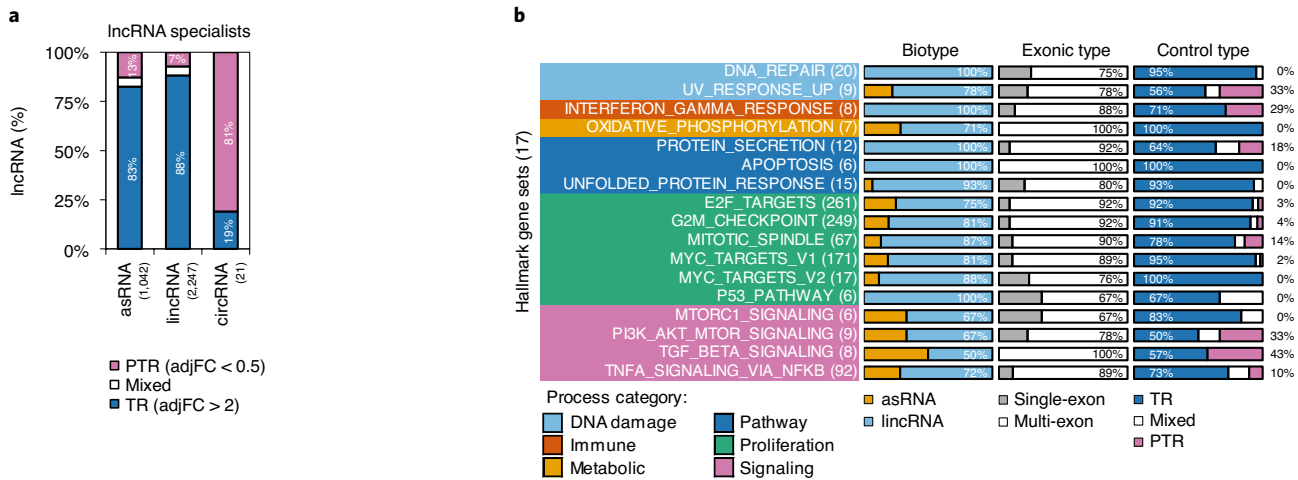 a
lncRNA specialists
100%
75%
50%
25%
0%
lncRNA (%)
13%
83%
7%
88%
81%
19%
asRNA (1,042)
lincRNA (2,247)
circRNA (21)
PTR (adjFC < 0.5)
Mixed
TR (adjFC > 2)
b
Biotype Exonic type Control type
Hallmark gene sets (17)
DNA_REPAIR (20) 100% 75% 95% 0%
UV_RESPONSE_UP (9) 78% 78% 56% 33%
INTERFERON_GAMMA_RESPONSE (8) 100% 88% 71% 29%
OXIDATIVE_PHOSPHORYLATION (7) 71% 100% 100% 0%
PROTEIN_SECRETION (12) 100% 92% 64% 18%
APOPTOSIS (6) 100% 100% 100% 0%
UNFOLDED_PROTEIN_RESPONSE (15) 93% 80% 93% 0%
E2F_TARGETS (261) 75% 92% 92% 3%
G2M_CHECKPOINT (249) 81% 92% 91% 4%
MITOTIC_SPINDLE (67) 87% 90% 78% 14%
MYC_TARGETS_V1 (171) 81% 89% 95% 2%
MYC_TARGETS_V2 (17) 88% 76% 100% 0%
P53_PATHWAY (6) 100% 67% 67% 0%
MTORC1_SIGNALING (6) 67% 67% 83% 0%
PI3K_AKT_MTOR_SIGNALING (9) 67% 78% 50% 33%
TGF_BETA_SIGNALING (8) 50% 100% 57% 43%
TNFA_SIGNALING_VIA_NFKB (92) 72% 89% 73% 10%
Process category:
DNA damage
Immune
Metabolic
Pathway
Proliferation
Signaling
asRNA
lincRNA
Single-exon
Multi-exon
TR
Mixed
PTR